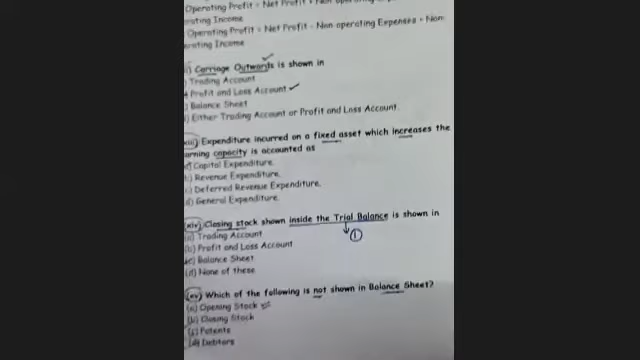 Operating Profit = Net Profit + Non operating
erating Income
Operating Profit = Net Profit - Non operating Expenses + Non
erating Income
Carriage Outwards is shown in
Trading Account
Profit and Loss Account
Balance Sheet
Either Trading Account or Profit and Loss Account.
(xiii) Expenditure incurred on a fixed asset which increases the
arning capacity is accounted as
Capital Expenditure.
(b) Revenue Expenditure.
(c) Deferred Revenue Expenditure.
(d) General Expenditure.
(xiv) Closing stock shown inside the Trial Balance is shown in
(a) Trading Account
(b) Profit and Loss Account
(c) Balance Sheet
(d) None of these
1
(xv) Which of the following is not shown in Balance Sheet?
(a) Opening Stock
(b) Closing Stock
(c) Patents
(d) Debtors